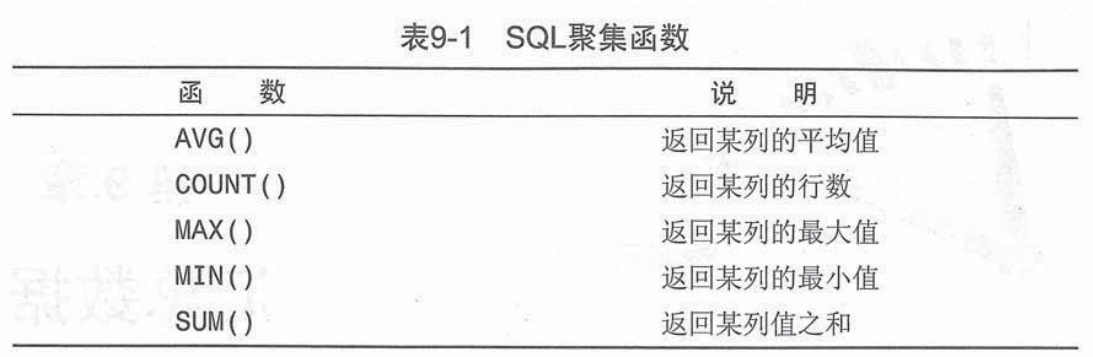 表9-1 SQL聚集函数
函 数 说 明
AVG() 返回某列的平均值
COUNT() 返回某列的行数
MAX() 返回某列的最大值
MIN() 返回某列的最小值
SUM() 返回某列值之和